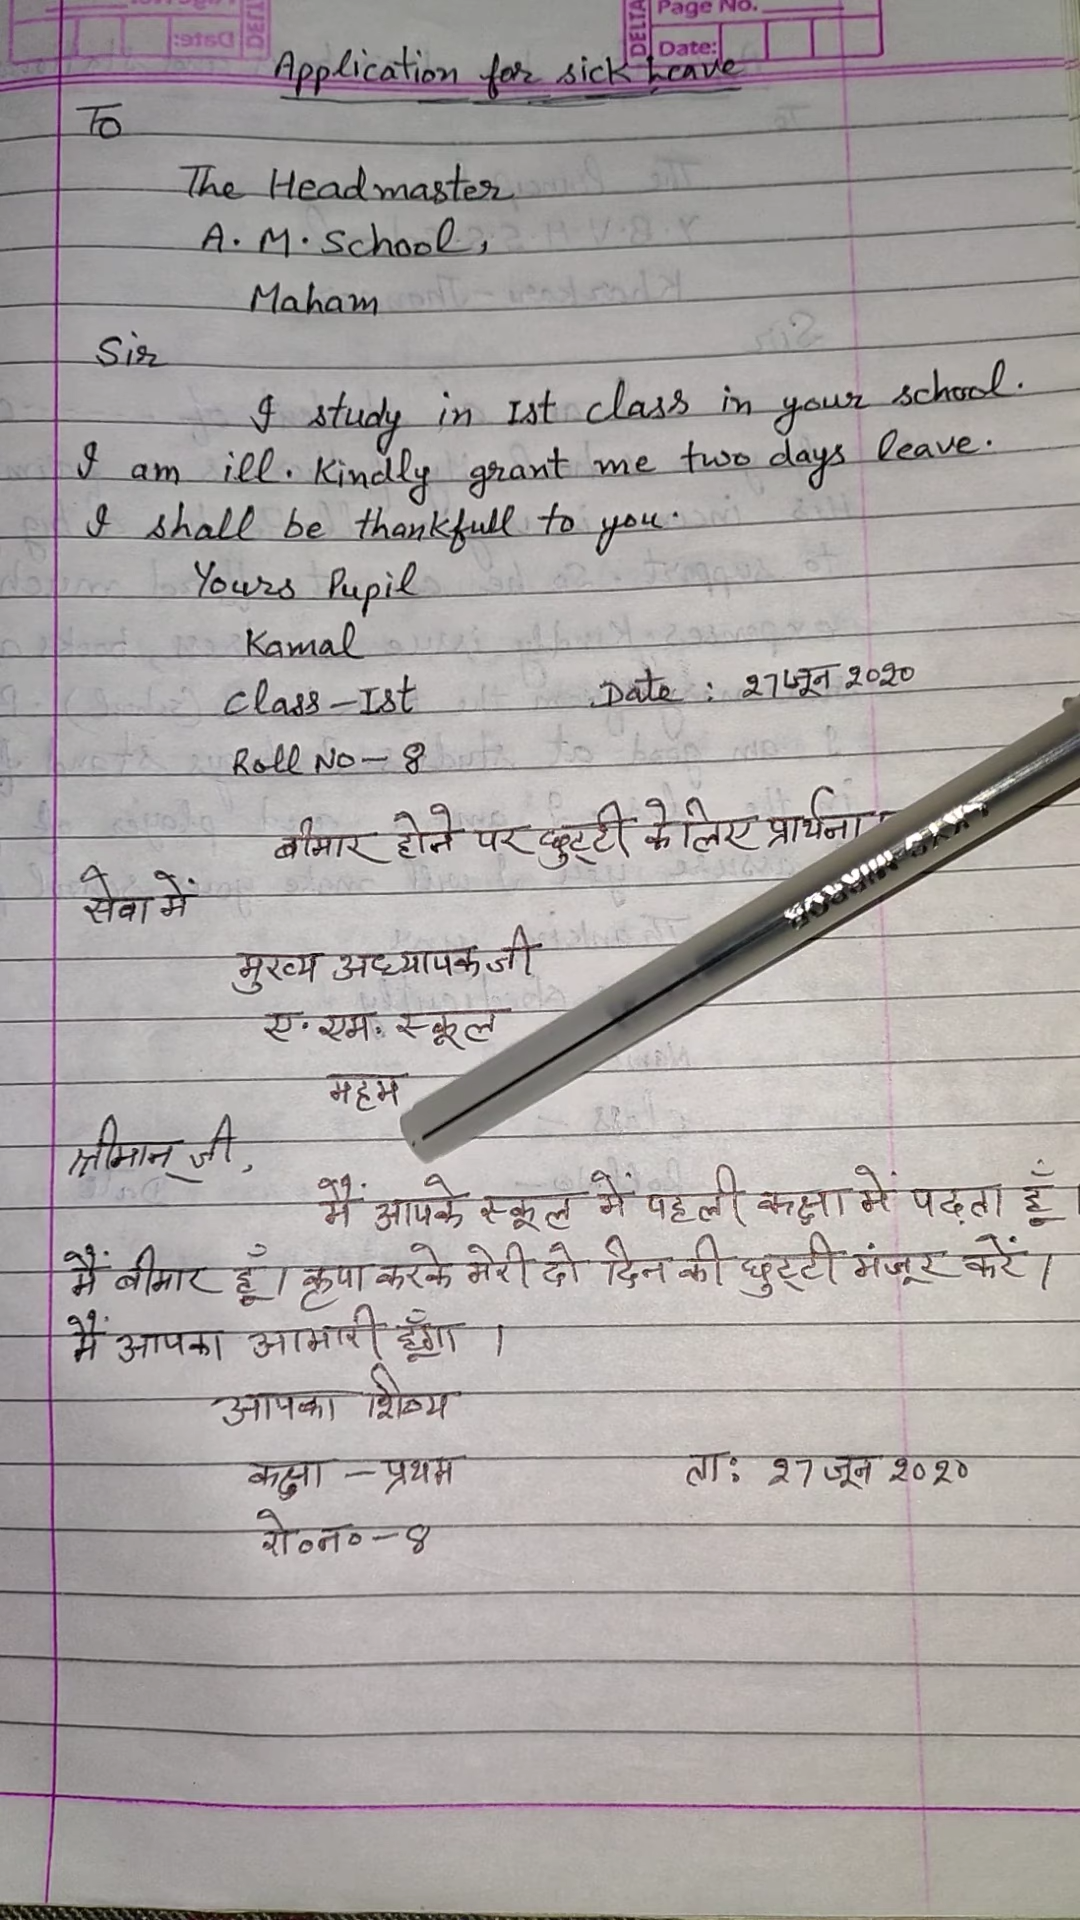 DELTA Page No.
Date:
Application for sick Leave
To
The Headmaster
A. M. School,
Maham
Sir
I study in Ist class in your school.
I am ill. Kindly grant me two days leave.
I shall be thankfull to you.
Yours Pupil
Kamal
Class - Ist Date : 27 जून 2020
Roll No - 8
बीमार होने पर छुट्टी के लिए प्रार्थना
सेवा में
मुख्य अध्यापक जी
ए. एम. स्कूल
महम
श्रीमान् जी,
मैं आपके स्कूल में पहली कक्षा में पढ़ता हूँ।
मैं बीमार हूँ। कृपा करके मेरी दो दिन की छुट्टी मंजूर करें।
मैं आपका आभारी हूँगा ।
आपका शिष्य
कक्षा - प्रथम ता: 27 जून 2020
रो०न० - 8